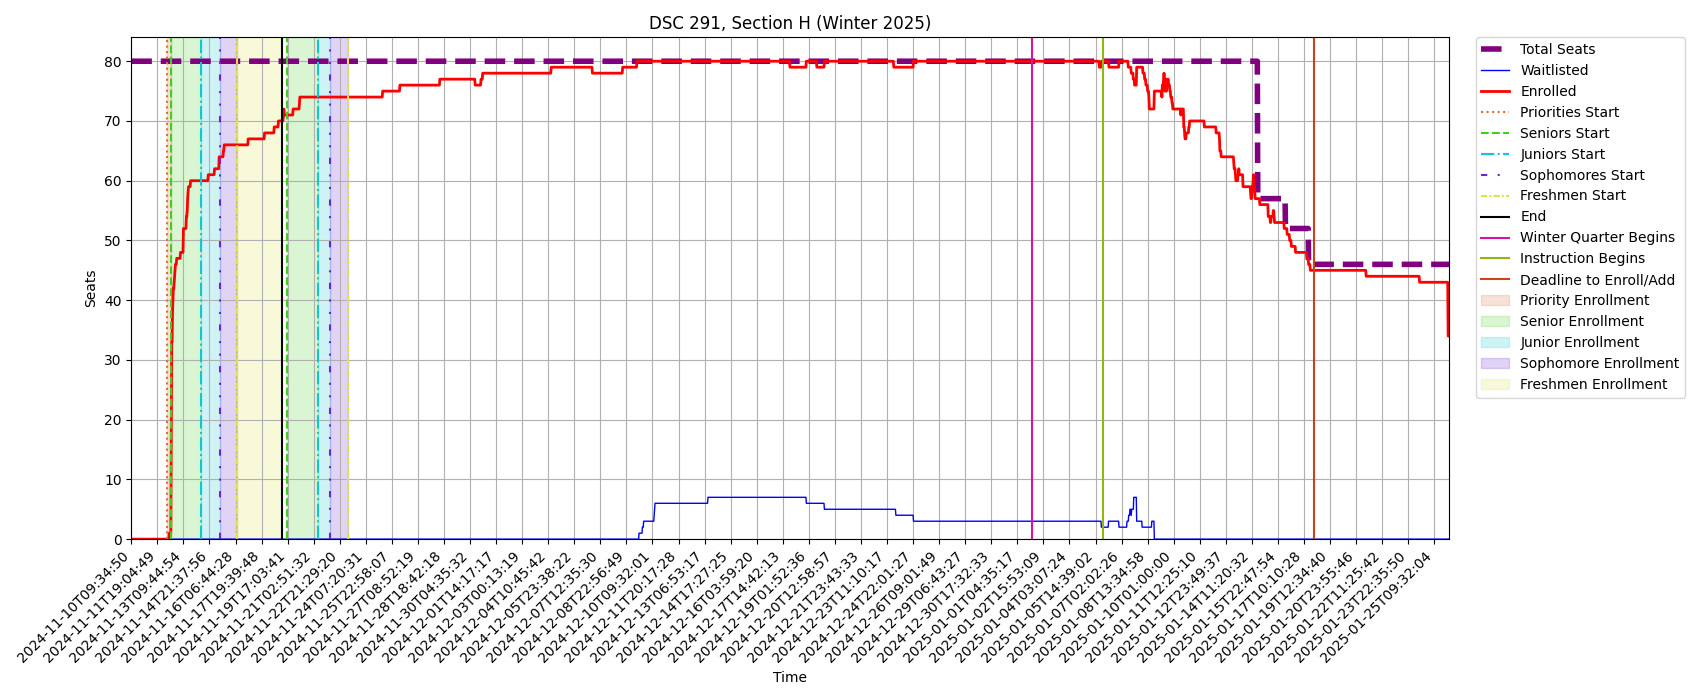 DSC 291, Section H (Winter 2025)
Seats
80
70
60
50
40
30
20
10
0
2024-11-10T09:34:50
2024-11-11T19:04:49
2024-11-13T09:44:54
2024-11-14T21:37:56
2024-11-16T06:44:28
2024-11-17T19:39:48
2024-11-19T17:03:41
2024-11-21T02:51:32
2024-11-22T21:29:20
2024-11-24T07:20:31
2024-11-25T22:58:07
2024-11-27T08:52:19
2024-11-28T18:42:18
2024-11-30T04:35:32
2024-12-01T14:17:17
2024-12-03T00:13:19
2024-12-04T10:45:42
2024-12-05T23:38:22
2024-12-07T12:35:30
2024-12-08T22:56:49
2024-12-10T09:32:01
2024-12-11T20:17:28
2024-12-13T06:53:17
2024-12-14T17:27:25
2024-12-16T03:59:20
2024-12-17T14:42:13
2024-12-19T01:52:36
2024-12-20T12:58:57
2024-12-21T23:43:33
2024-12-23T11:10:17
2024-12-24T22:01:27
2024-12-26T09:01:49
2024-12-29T06:43:27
2024-12-30T17:32:33
2025-01-01T04:35:17
2025-01-02T15:53:09
2025-01-04T03:07:24
2025-01-05T14:39:02
2025-01-07T02:02:26
2025-01-08T13:34:58
2025-01-10T01:00:00
2025-01-11T12:25:10
2025-01-12T23:49:37
2025-01-14T11:20:32
2025-01-15T22:47:54
2025-01-17T10:10:28
2025-01-19T12:34:40
2025-01-20T23:55:46
2025-01-22T11:25:42
2025-01-23T22:35:50
2025-01-25T09:32:04
Time
Total Seats
Waitlisted
Enrolled
Priorities Start
Seniors Start
Juniors Start
Sophomores Start
Freshmen Start
End
Winter Quarter Begins
Instruction Begins
Deadline to Enroll/Add
Priority Enrollment
Senior Enrollment
Junior Enrollment
Sophomore Enrollment
Freshmen Enrollment